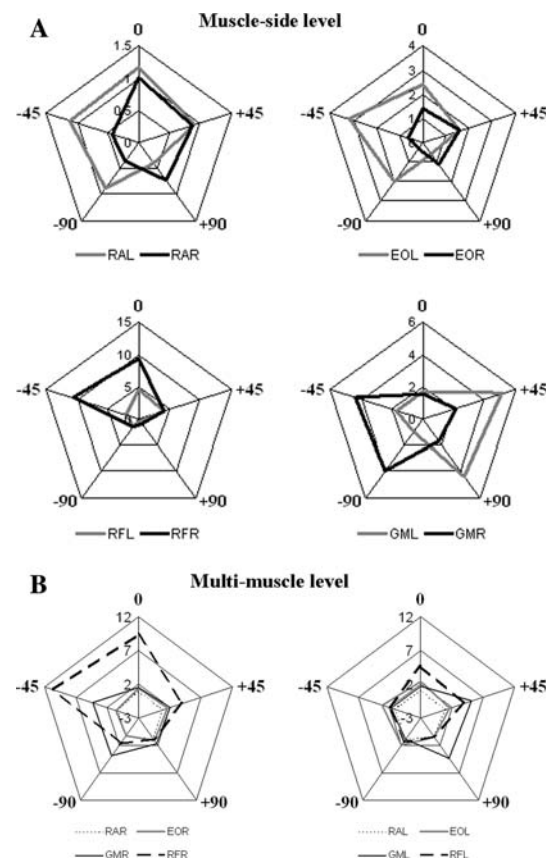 A Muscle-side level
0 0
1.5 4
1 3
0.5 2
0 1
-45 +45 -45 +45
-90 +90 -90 +90
RAL RAR EOL EOR
0 0
15 6
10 4
5 2
0 0
-45 +45 -45 +45
-90 +90 -90 +90
RFL RFR GML GMR
B Multi-muscle level
0 0
12 12
7 7
2 2
-3 -3
-45 +45 -45 +45
-90 +90 -90 +90
RAR EOR RAL EOL
GMR RFR GML RFL